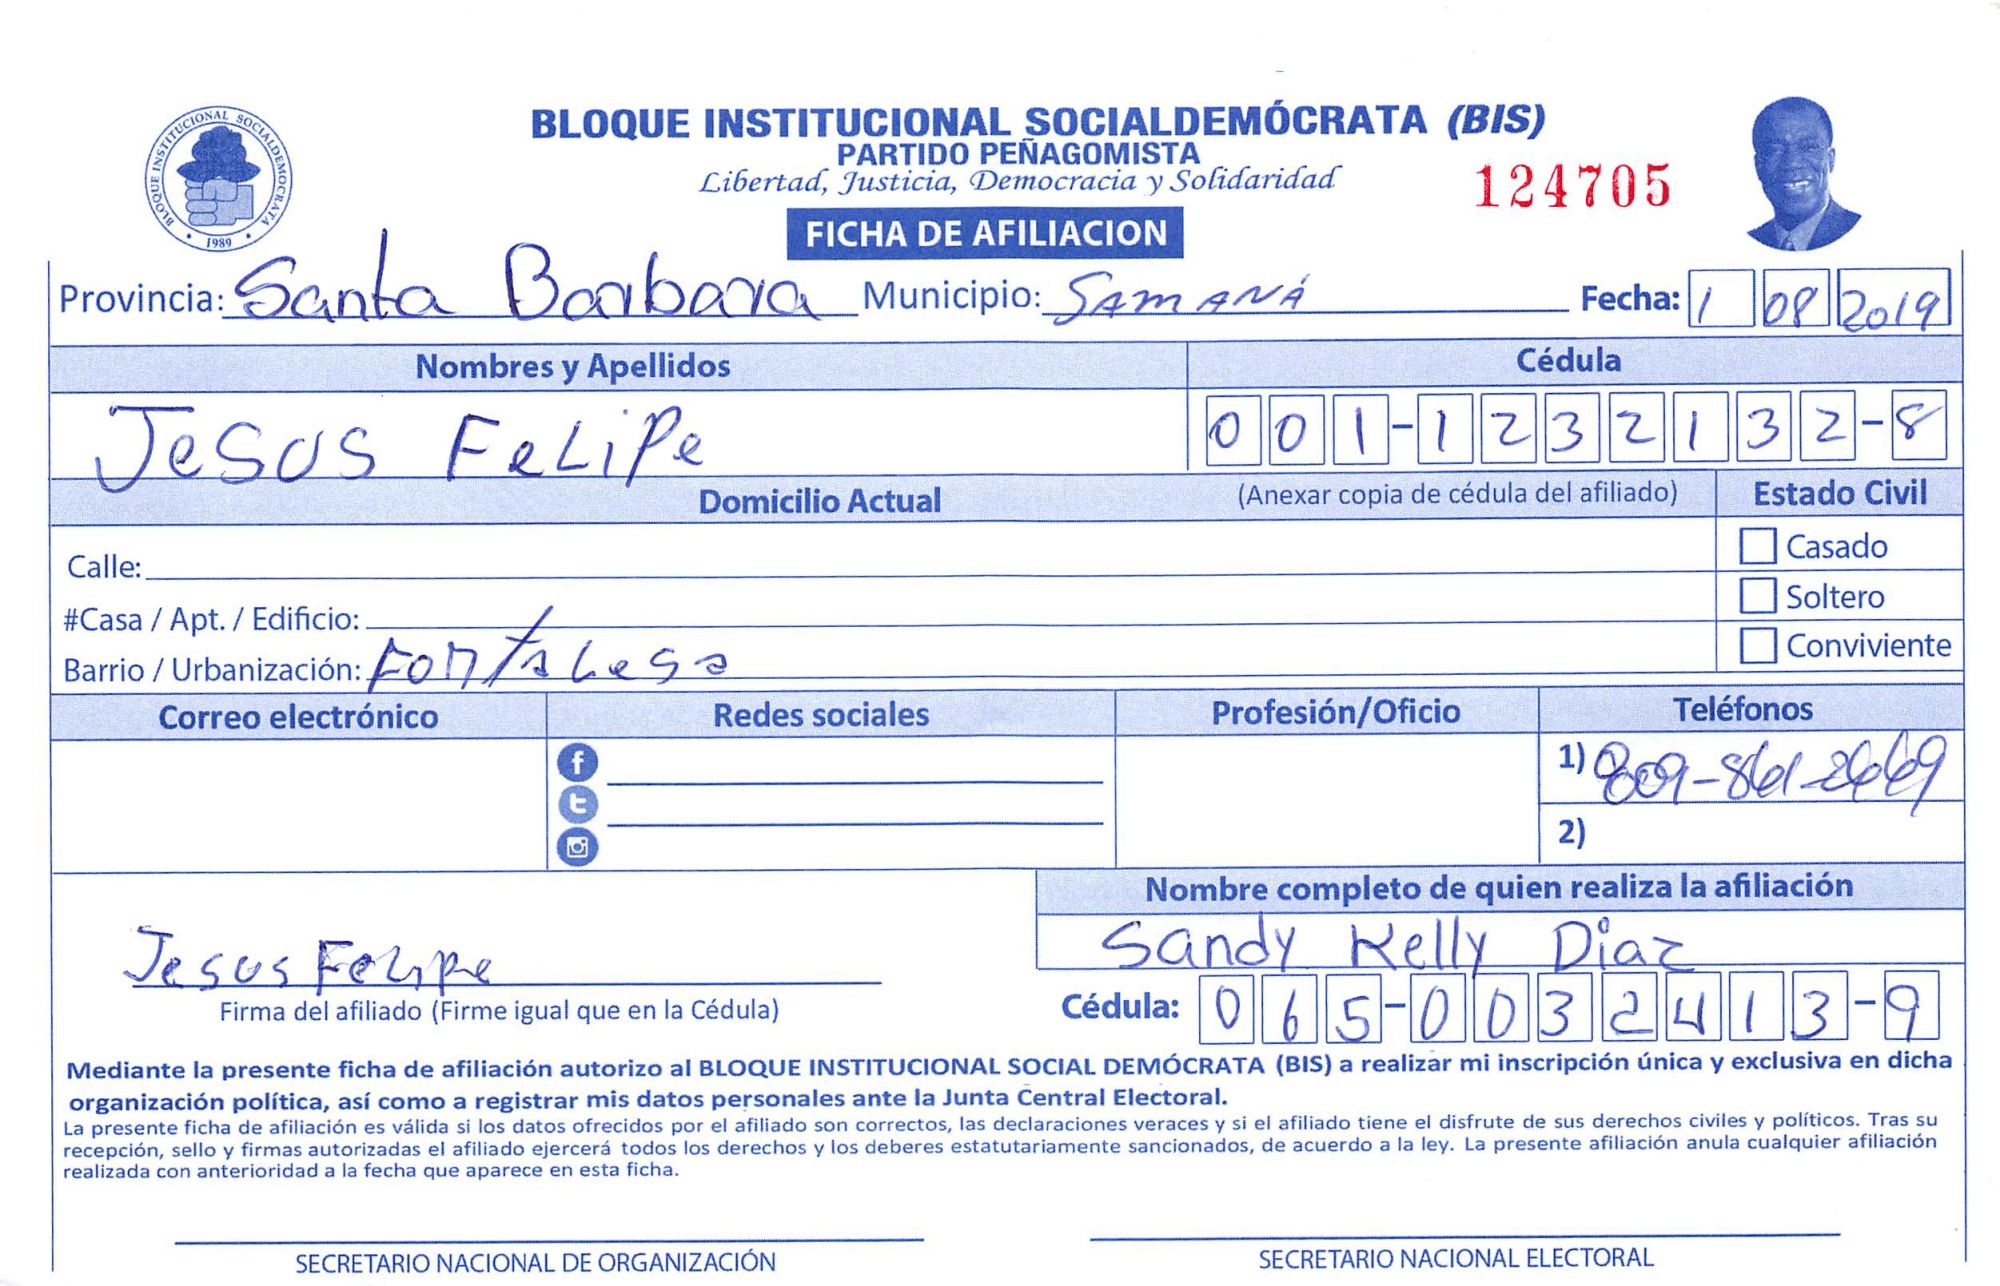 BLOQUE INSTITUCIONAL SOCIALDEMÓCRATA
1989
BLOQUE INSTITUCIONAL SOCIALDEMÓCRATA (BIS)
PARTIDO PEÑAGOMISTA
Libertad, Justicia, Democracia y Solidaridad
124705
FICHA DE AFILIACION
Provincia: Santa Barbara Municipio: SAMANÁ Fecha: 1 08 2019
Nombres y Apellidos Cédula
Jesus Felipe 001-1232132-8
Domicilio Actual (Anexar copia de cédula del afiliado) Estado Civil
Calle: Casado
#Casa / Apt. / Edificio: Soltero
Barrio / Urbanización: Fortalesa Conviviente
Correo electrónico Redes sociales Profesión/Oficio Teléfonos
1) 809-861-2669
2)
Nombre completo de quien realiza la afiliación
Sandy Kelly Diaz
Jesus Felipe
Firma del afiliado (Firme igual que en la Cédula) Cédula: 065-0032413-9
Mediante la presente ficha de afiliación autorizo al BLOQUE INSTITUCIONAL SOCIAL DEMÓCRATA (BIS) a realizar mi inscripción única y exclusiva en dicha
organización política, así como a registrar mis datos personales ante la Junta Central Electoral.
La presente ficha de afiliación es válida si los datos ofrecidos por el afiliado son correctos, las declaraciones veraces y si el afiliado tiene el disfrute de sus derechos civiles y políticos. Tras su
recepción, sello y firmas autorizadas el afiliado ejercerá todos los derechos y los deberes estatutariamente sancionados, de acuerdo a la ley. La presente afiliación anula cualquier afiliación
realizada con anterioridad a la fecha que aparece en esta ficha.
SECRETARIO NACIONAL DE ORGANIZACIÓN SECRETARIO NACIONAL ELECTORAL